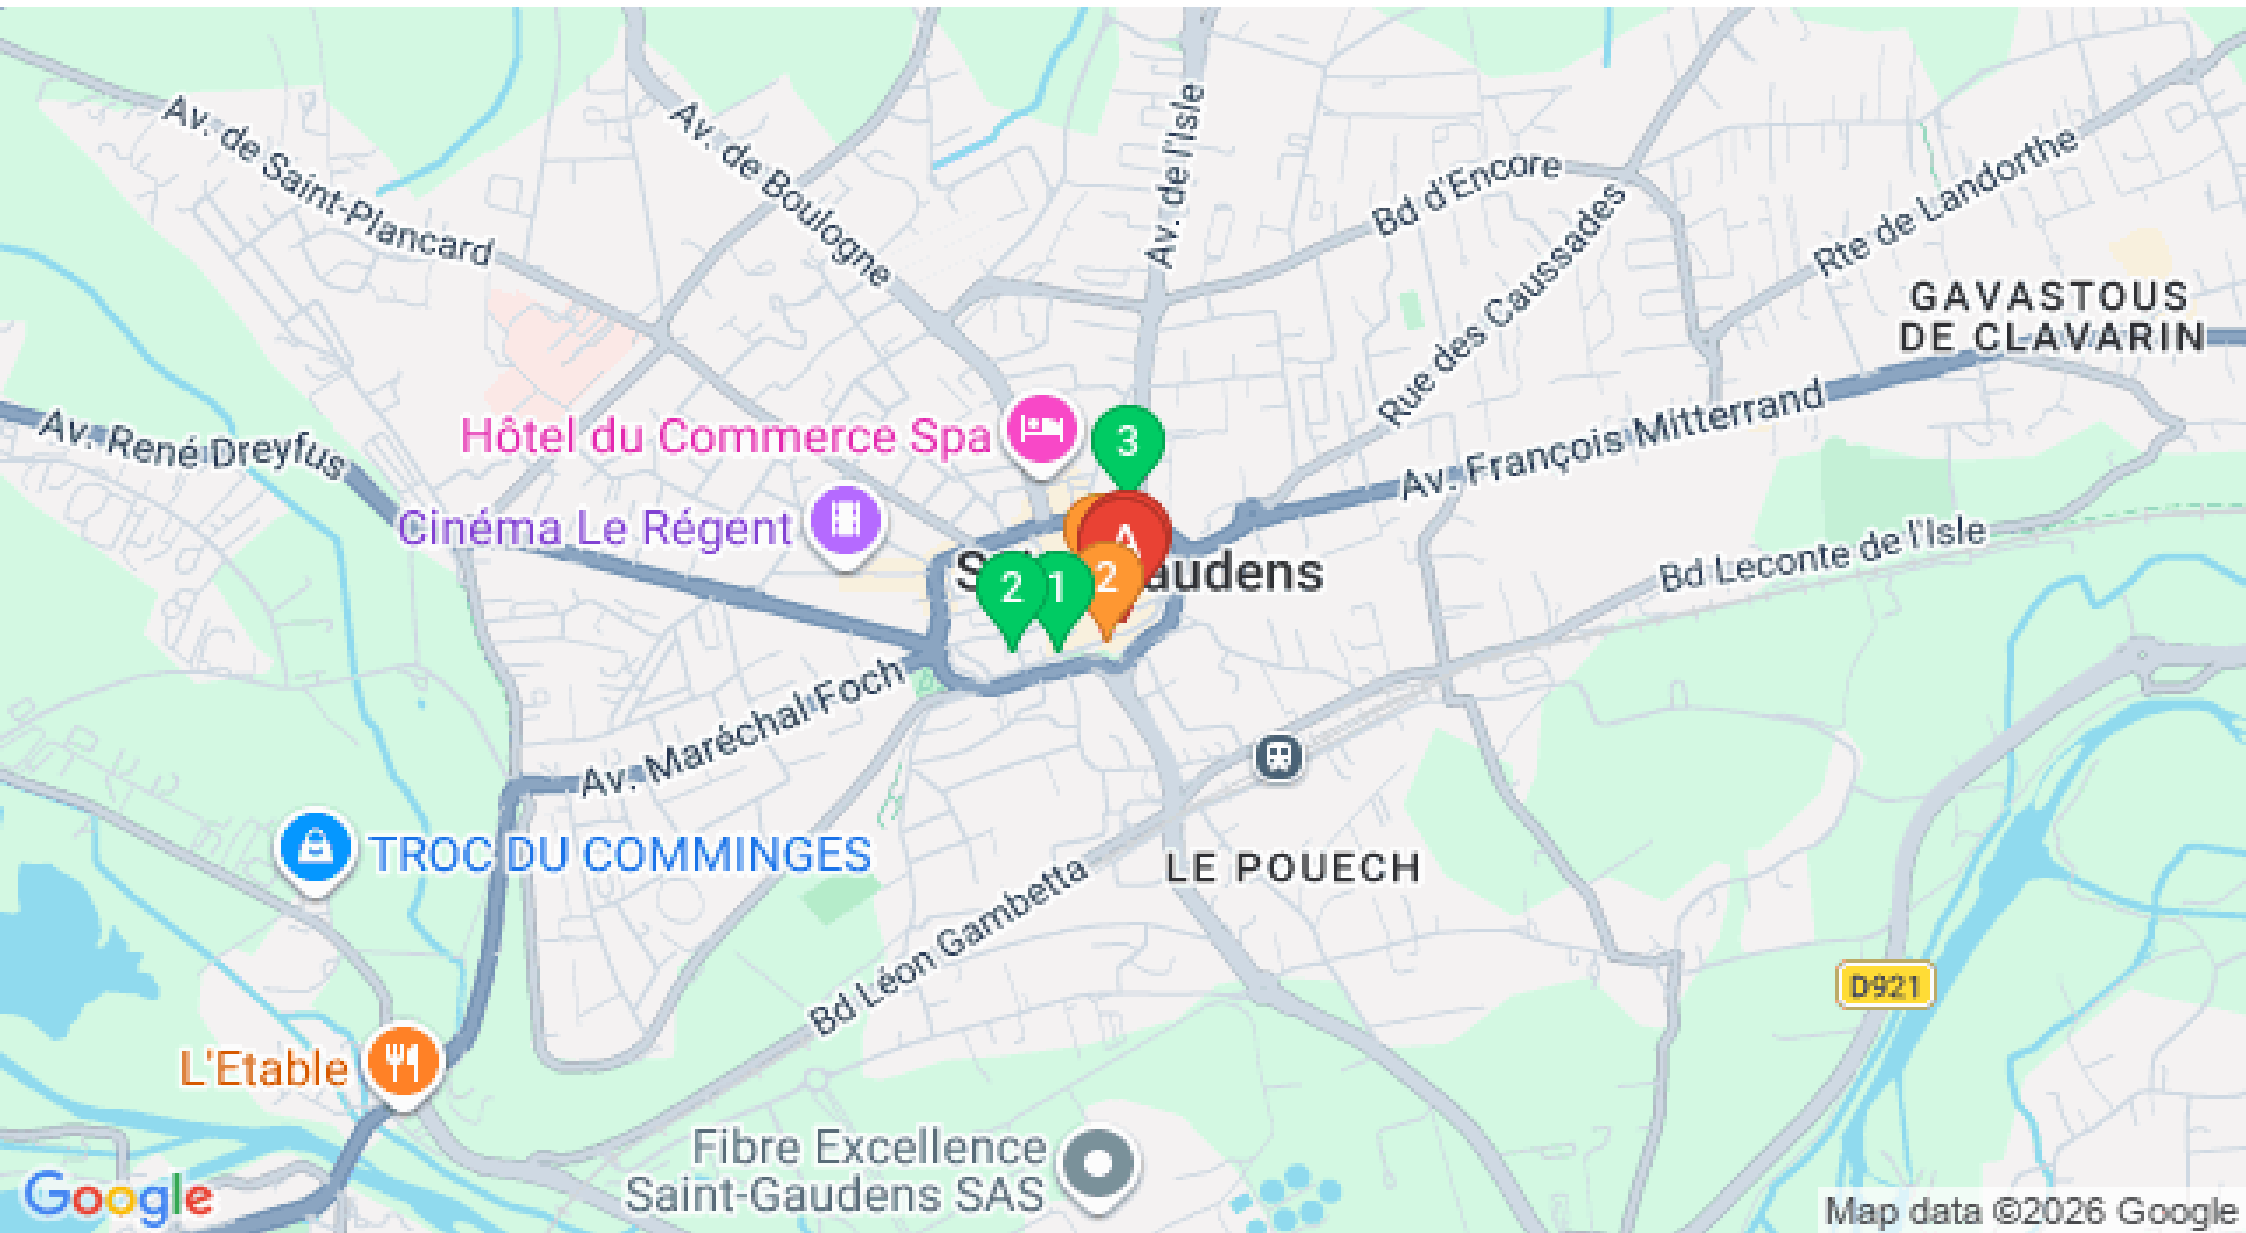 Av. de Saint-Plancard
Av. de Boulogne
Av. de l'Isle
Bd d'Encore
Rte de Landorthe
Rue des Caussades
GAVASTOUS
DE CLAVARIN
Av. René Dreyfus
Hôtel du Commerce Spa
3
Av. François Mitterrand
Cinéma Le Régent
A
audens
2
1
2
Bd Leconte de l'Isle
Av. Maréchal Foch
TROC DU COMMINGES
LE POUECH
Bd Léon Gambetta
D921
L'Etable
Fibre Excellence
Saint-Gaudens SAS
Google
Map data ©2026 Google